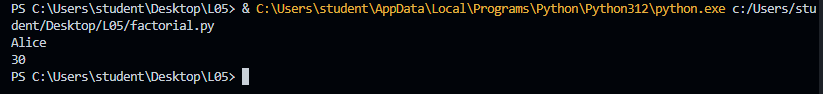 PS C:\Users\student\Desktop\L05> & C:\Users\student\AppData\Local\Programs\Python\Python312\python.exe c:/Users/stu
dent/Desktop/L05/factorial.py
Alice
30
PS C:\Users\student\Desktop\L05>